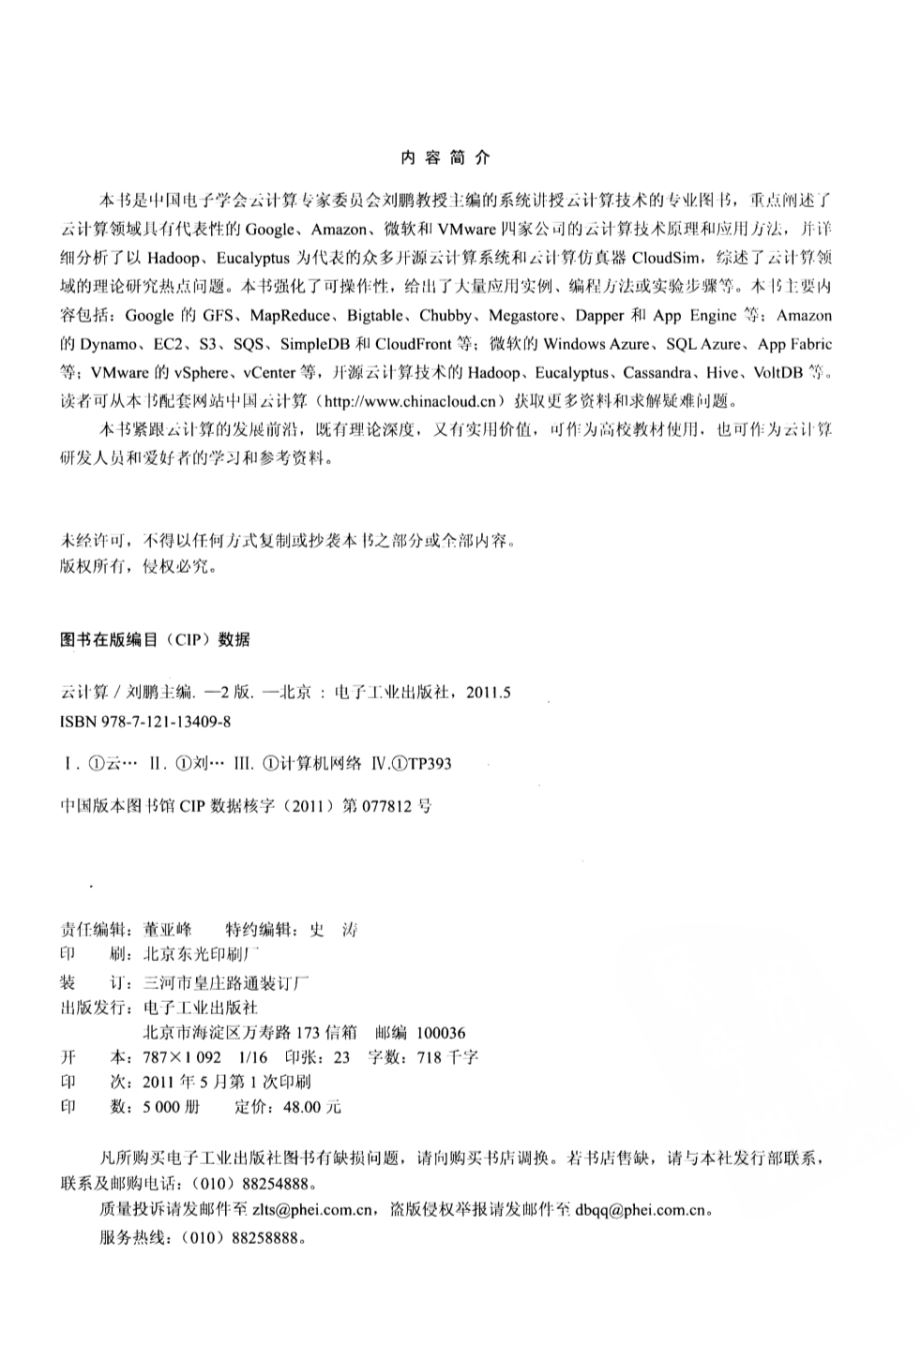 内 容 简 介
本书是中国电子学会云计算专家委员会刘鹏教授主编的系统讲授云计算技术的专业图书，重点阐述了
云计算领域具有代表性的 Google、Amazon、微软和 VMware 四家公司的云计算技术原理和应用方法，并详
细分析了以 Hadoop、Eucalyptus 为代表的众多开源云计算系统和云计算仿真器 CloudSim，综述了云计算领
域的理论研究热点问题。本书强化了可操作性，给出了大量应用实例、编程方法或实验步骤等。本书主要内
容包括：Google 的 GFS、MapReduce、Bigtable、Chubby、Megastore、Dapper 和 App Engine 等；Amazon
的 Dynamo、EC2、S3、SQS、SimpleDB 和 CloudFront 等；微软的 Windows Azure、SQL Azure、App Fabric
等；VMware 的 vSphere、vCenter 等，开源云计算技术的 Hadoop、Eucalyptus、Cassandra、Hive、VoltDB 等。
读者可从本书配套网站中国云计算（http://www.chinacloud.cn）获取更多资料和求解疑难问题。
本书紧跟云计算的发展前沿，既有理论深度，又有实用价值，可作为高校教材使用，也可作为云计算
研发人员和爱好者的学习和参考资料。
未经许可，不得以任何方式复制或抄袭本书之部分或全部内容。
版权所有，侵权必究。
图书在版编目（CIP）数据
云计算 / 刘鹏主编. —2 版. —北京 : 电子工业出版社，2011.5
ISBN 978-7-121-13409-8
Ⅰ. ①云… Ⅱ. ①刘… Ⅲ. ①计算机网络 Ⅳ.①TP393
中国版本图书馆 CIP 数据核字（2011）第 077812 号
责任编辑：董亚峰 特约编辑：史 涛
印 刷：北京东光印刷厂
装 订：三河市皇庄路通装订厂
出版发行：电子工业出版社
北京市海淀区万寿路 173 信箱 邮编 100036
开 本：787×1 092 1/16 印张：23 字数：718 千字
印 次：2011 年 5 月第 1 次印刷
印 数：5 000 册 定价：48.00 元
凡所购买电子工业出版社图书有缺损问题，请向购买书店调换。若书店售缺，请与本社发行部联系，
联系及邮购电话：（010）88254888。
质量投诉请发邮件至 zlts@phei.com.cn，盗版侵权举报请发邮件至 dbqq@phei.com.cn。
服务热线：（010）88258888。